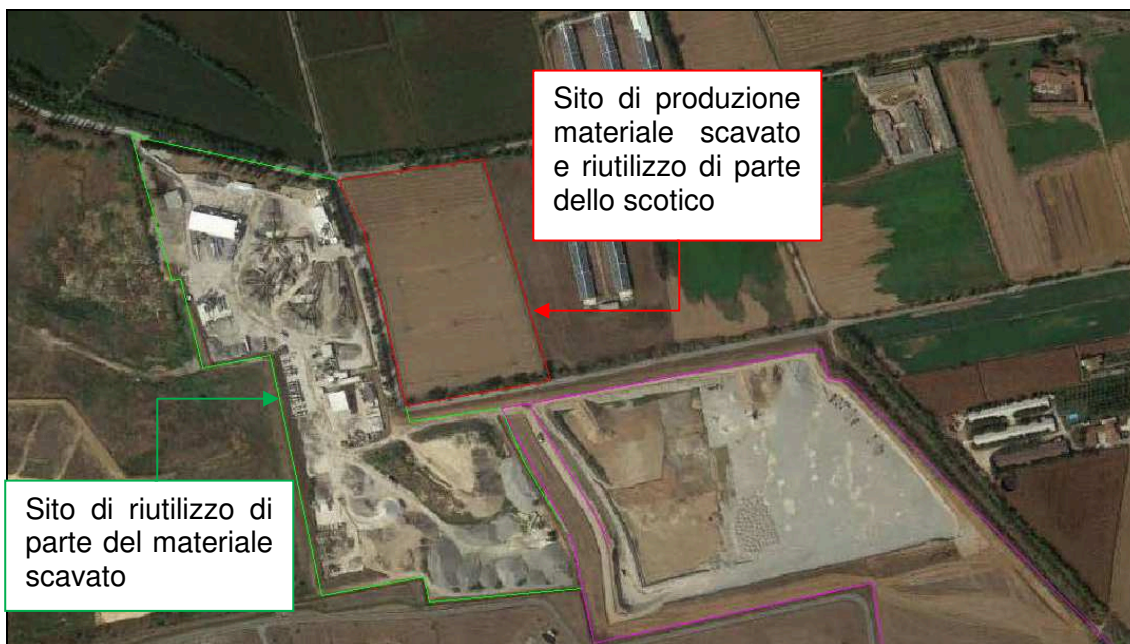 Sito di produzione
materiale scavato
e riutilizzo di parte
dello scotico
Sito di riutilizzo di
parte del materiale
scavato